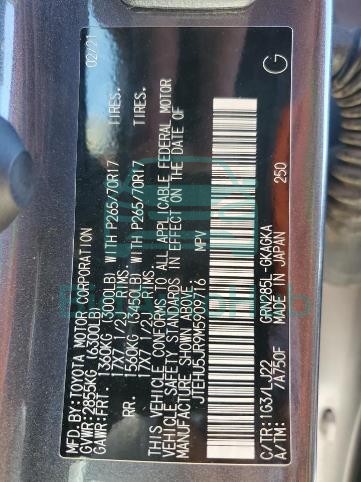 MFD. BY: TOYOTA MOTOR CORPORATION 02/21
GVWR:2855KG (6300LB)
GAWR:FRT. 1360KG (3000LB) WITH P265/70R17 TIRES.
17X7 1/2J RIMS.
RR. 1560KG (3450LB) WITH P265/70R17 TIRES.
17X7 1/2J RIMS.
THIS VEHICLE CONFORMS TO ALL APPLICABLE FEDERAL MOTOR
VEHICLE SAFETY STANDARDS IN EFFECT ON THE DATE OF
MANUFACTURE SHOWN ABOVE.
JTEHU5JR9M5909716 MPV
C/TR: 1G3/LJ22 GRN285L-GKAGKA
A/TM: /A750F MADE IN JAPAN 250
G